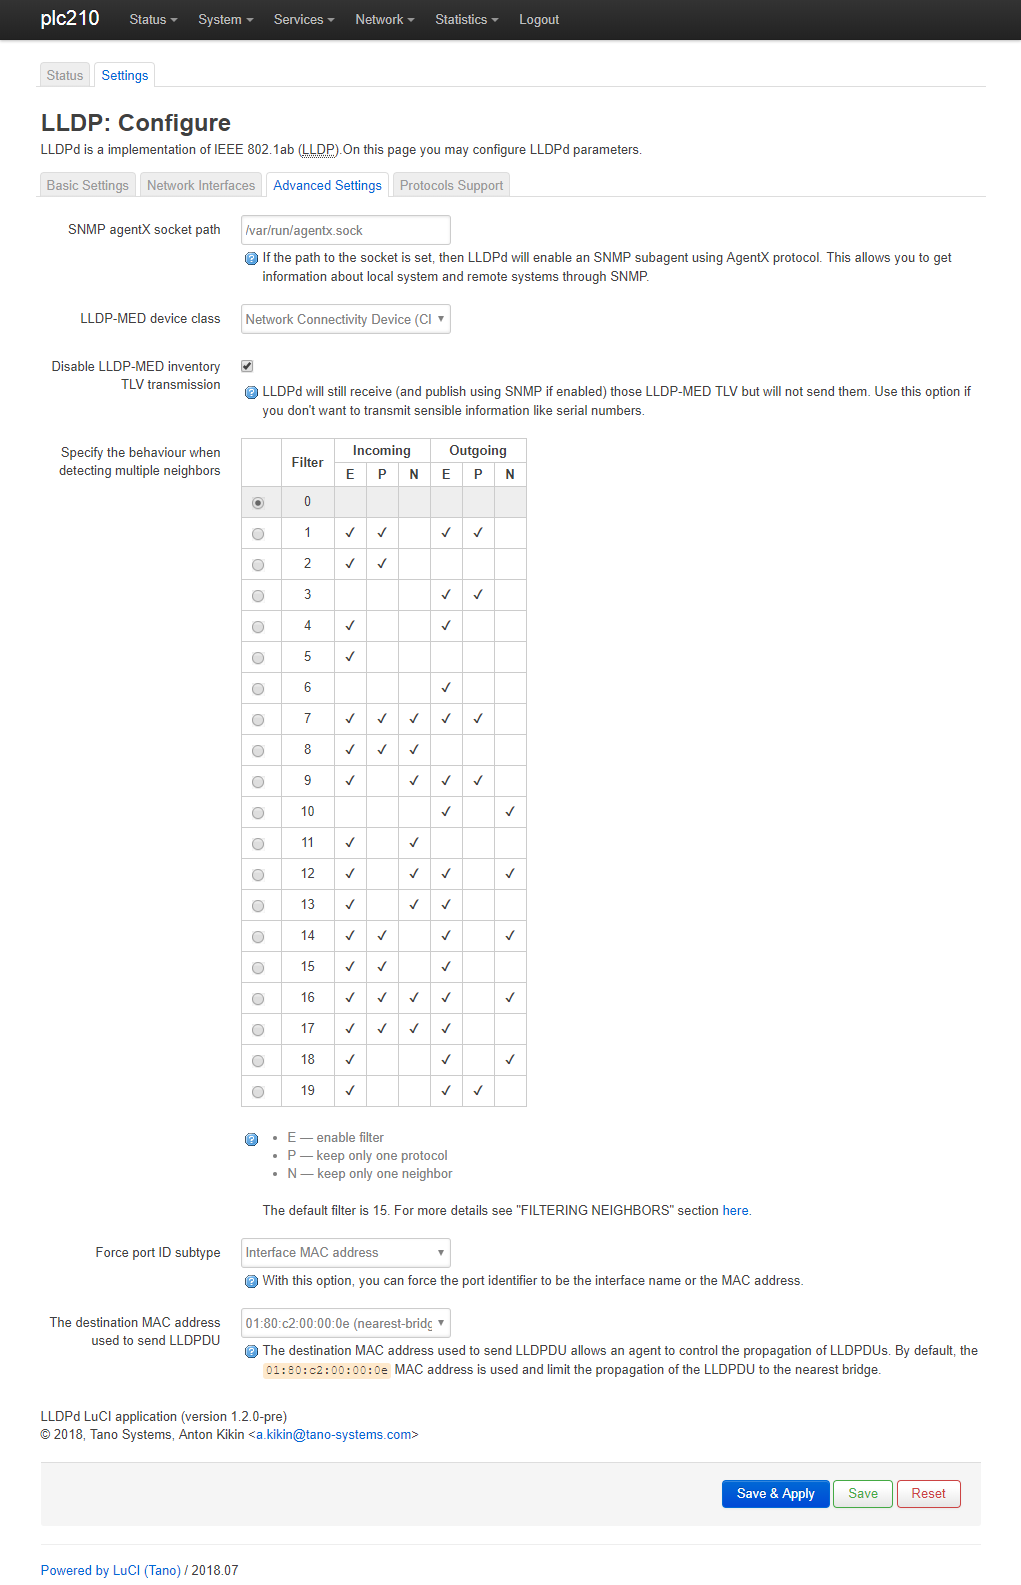 plc210 Status System Services Network Statistics Logout
Status Settings
LLDP: Configure
LLDPd is a implementation of IEEE 802.1ab (LLDP).On this page you may configure LLDPd parameters.
Basic Settings Network Interfaces Advanced Settings Protocols Support
SNMP agentX socket path /var/run/agentx.sock
If the path to the socket is set, then LLDPd will enable an SNMP subagent using AgentX protocol. This allows you to get
information about local system and remote systems through SNMP.
LLDP-MED device class Network Connectivity Device (Cl
Disable LLDP-MED inventory
TLV transmission
LLDPd will still receive (and publish using SNMP if enabled) those LLDP-MED TLV but will not send them. Use this option if
you don't want to transmit sensible information like serial numbers.
Specify the behaviour when
detecting multiple neighbors
Filter Incoming Outgoing
E P N E P N
0
1 ✓ ✓ ✓ ✓
2 ✓ ✓
3 ✓ ✓
4 ✓ ✓
5 ✓
6 ✓
7 ✓ ✓ ✓ ✓ ✓
8 ✓ ✓ ✓
9 ✓ ✓ ✓ ✓
10 ✓ ✓
11 ✓ ✓
12 ✓ ✓ ✓ ✓
13 ✓ ✓ ✓
14 ✓ ✓ ✓ ✓
15 ✓ ✓ ✓
16 ✓ ✓ ✓ ✓ ✓
17 ✓ ✓ ✓ ✓
18 ✓ ✓ ✓
19 ✓ ✓ ✓
• E — enable filter
• P — keep only one protocol
• N — keep only one neighbor
The default filter is 15. For more details see "FILTERING NEIGHBORS" section here.
Force port ID subtype Interface MAC address
With this option, you can force the port identifier to be the interface name or the MAC address.
The destination MAC address
used to send LLDPDU
01:80:c2:00:00:0e (nearest-bridg
The destination MAC address used to send LLDPDU allows an agent to control the propagation of LLDPDUs. By default, the
01:80:c2:00:00:0e MAC address is used and limit the propagation of the LLDPDU to the nearest bridge.
LLDPd LuCI application (version 1.2.0-pre)
© 2018, Tano Systems, Anton Kikin <a.kikin@tano-systems.com>
Save & Apply Save Reset
Powered by LuCI (Tano) / 2018.07